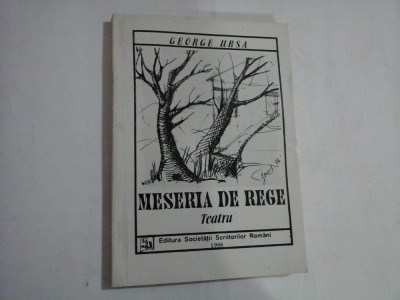 GEORGE URSA
MESERIA DE REGE
Teatru
Editura Societății Scriitorilor Români
1998